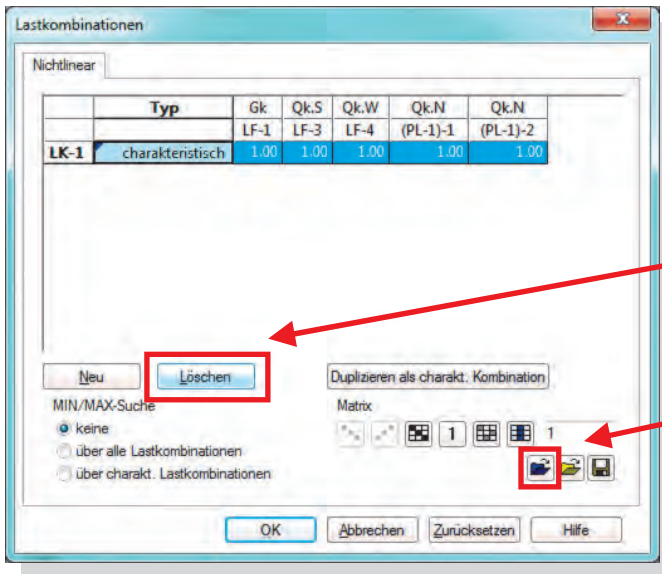 Lastkombinationen
Nichtlinear
Typ Gk Qk.S Qk.W Qk.N Qk.N
LF-1 LF-3 LF-4 (PL-1)-1 (PL-1)-2
LK-1 charakteristisch 1.00 1.00 1.00 1.00 1.00
Neu Löschen Duplizieren als charakt. Kombination
MIN/MAX-Suche Matrix
keine 1 1
über alle Lastkombinationen
über charakt. Lastkombinationen
OK Abbrechen Zurücksetzen Hilfe